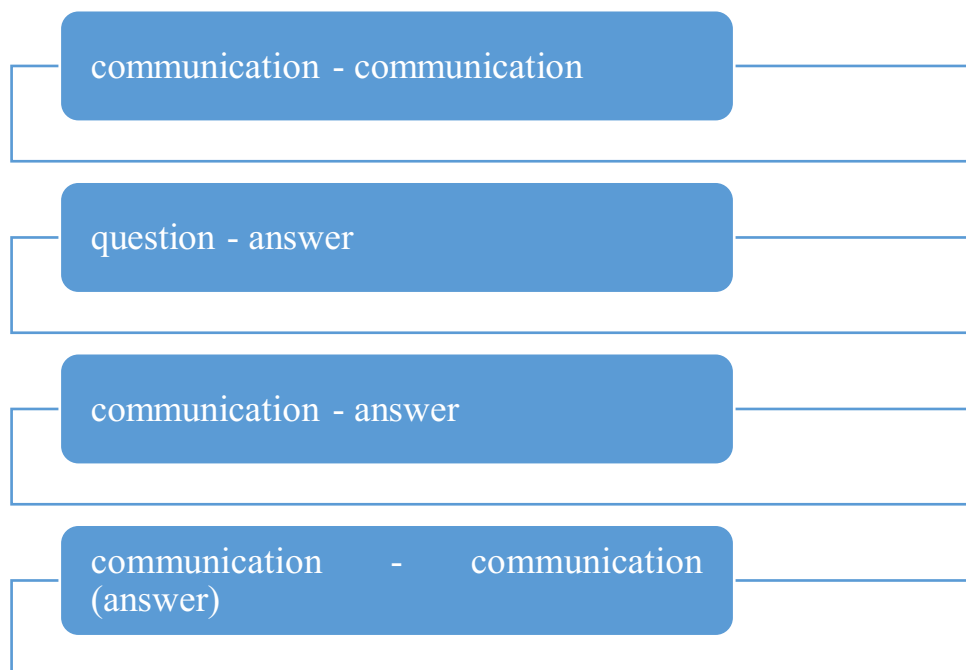 communication - communication
question - answer
communication - answer
communication - communication
(answer)